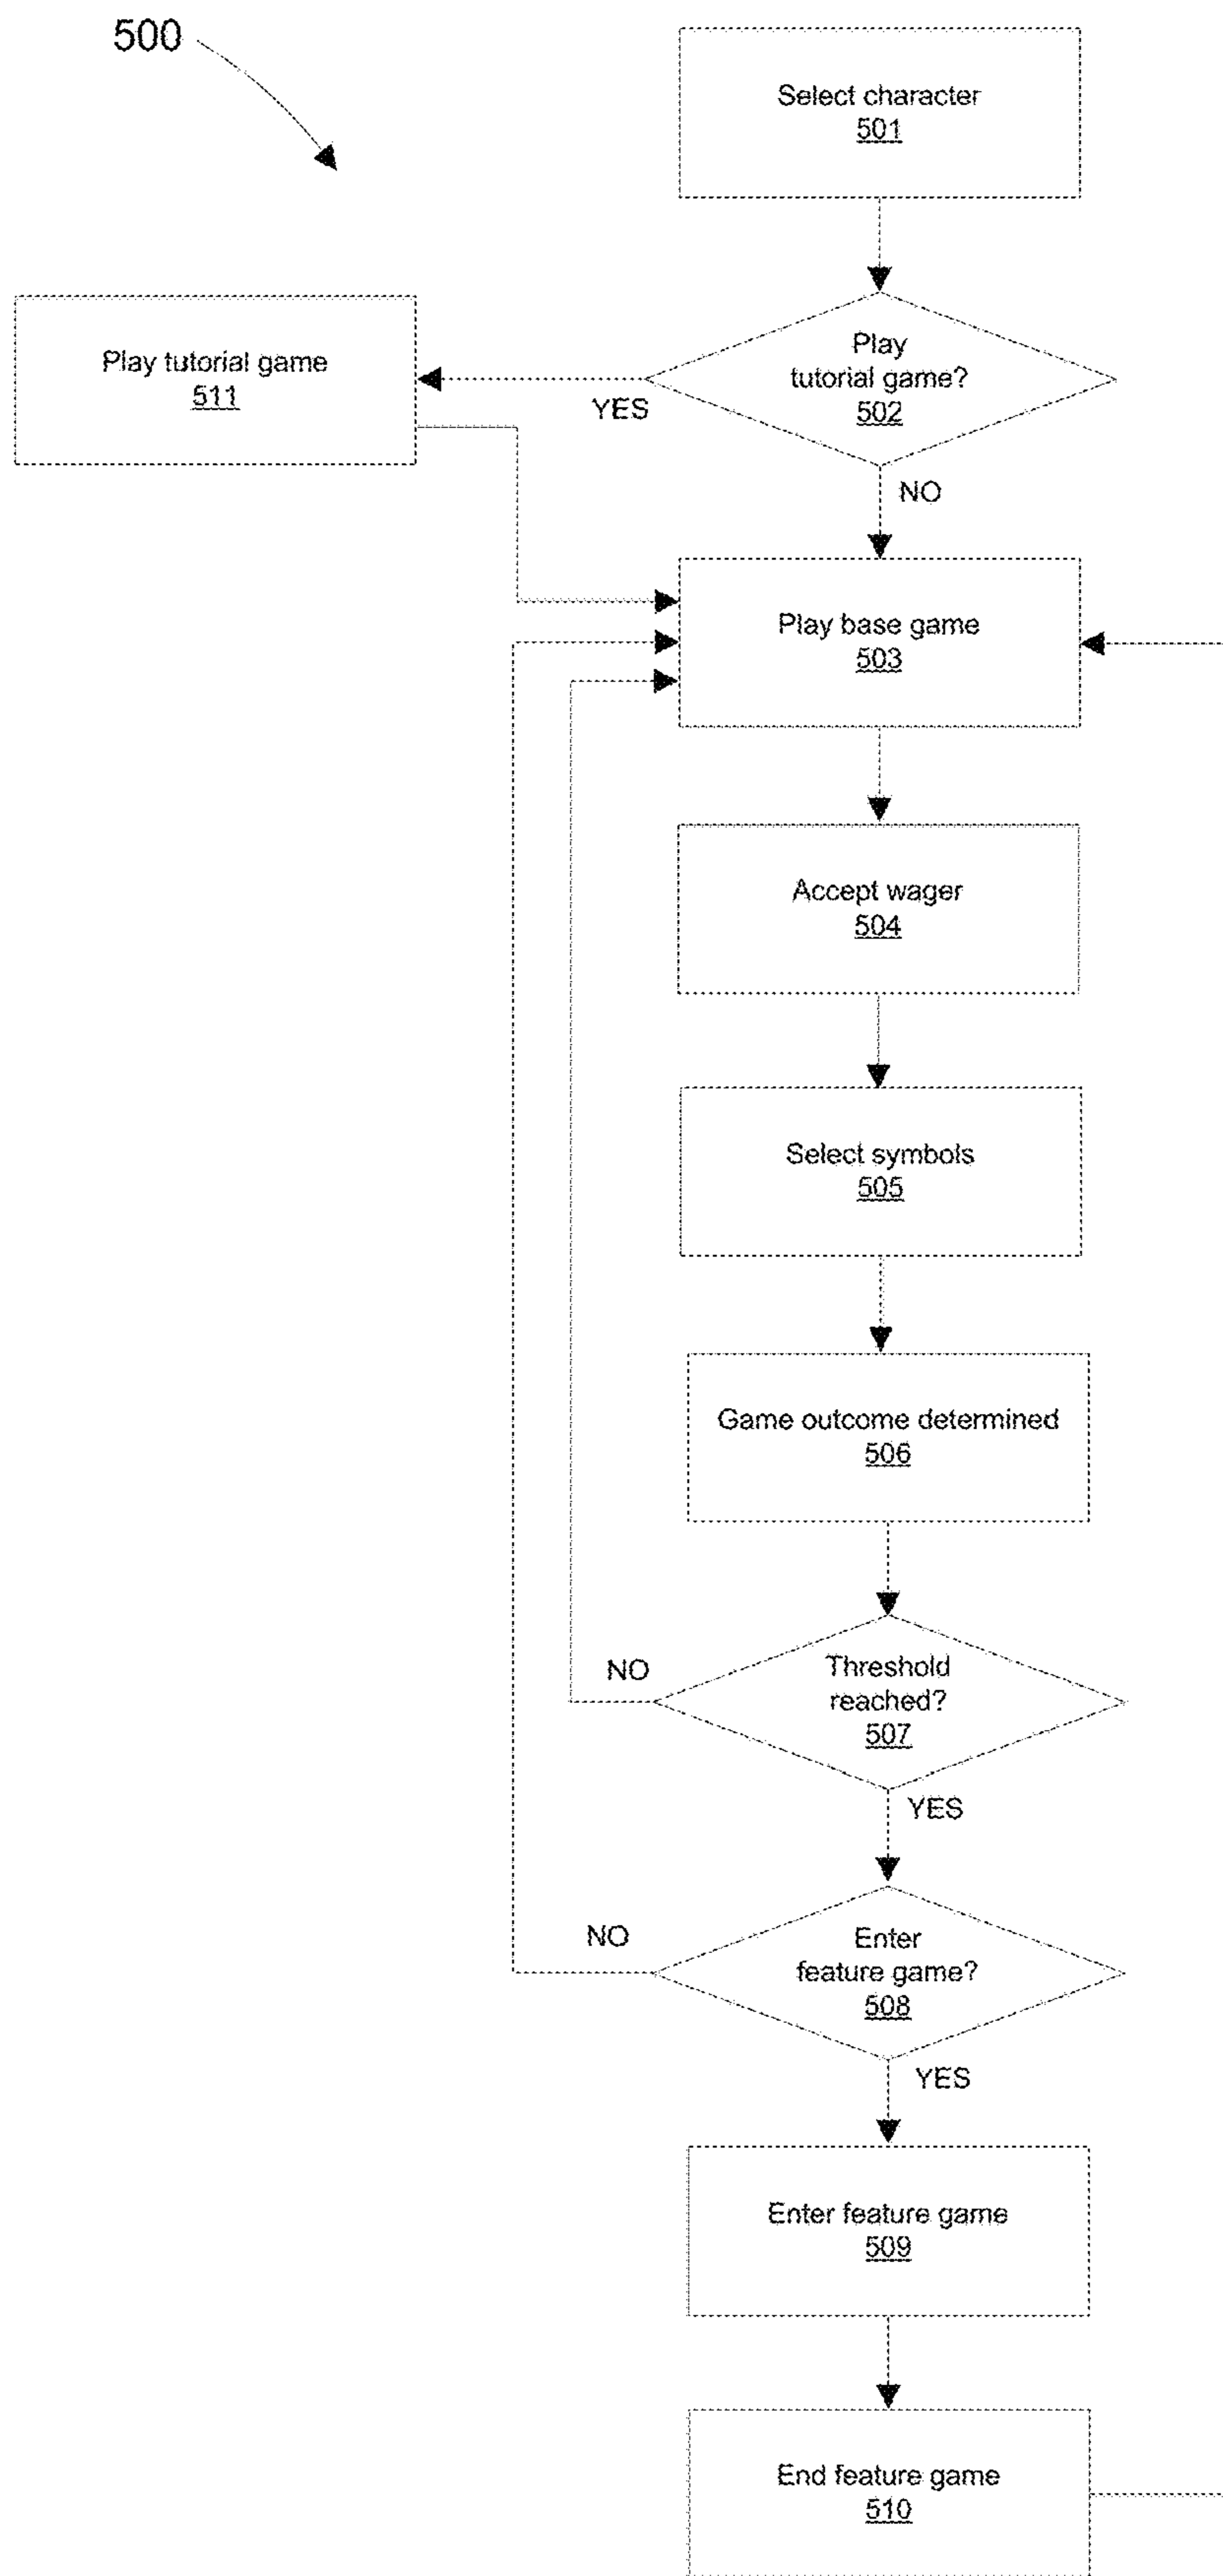 500
Select character
501
Play
tutorial game?
502
Play tutorial game
511
YES
NO
Play base game
503
Accept wager
504
Select symbols
505
Game outcome determined
506
NO
Threshold
reached?
507
YES
NO
Enter
feature game?
508
YES
Enter feature game
509
End feature game
510